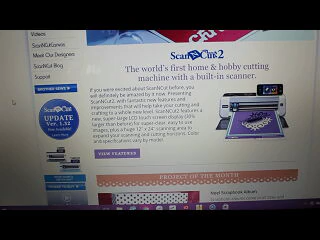 Videos
ScanNCutCanvas
Meet Our Designers
ScanNCut Blog
Support
BROTHER SEWS
ScanNCut
UPDATE
Ver. 1.52
Now Available!
ScanNCut2
The world's first home & hobby cutting
machine with a built-in scanner.
If you were excited about ScanNCut before, you
will definitely be amazed by it now. Presenting
ScanNCut2, with fantastic new features and
improvements that will help take your cutting and
crafting to a whole new level. ScanNCut2 features a
new, super-large LCD touch screen display (30%
larger than before) for super-clear, easy to use
images, plus a huge 12" x 24" scanning area to
expand your scanning and cutting horizon. Color
and specifications vary by model.
VIEW FEATURES
PROJECT OF THE MONTH
Noel Scrapbook Album